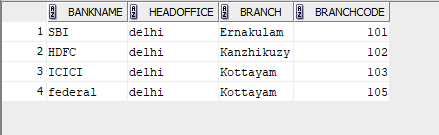 BANKNAME HEADOFFICE BRANCH BRANCHCODE
1 SBI delhi Ernakulam 101
2 HDFC delhi Kanzhikuzy 102
3 ICICI delhi Kottayam 103
4 federal delhi Kottayam 105